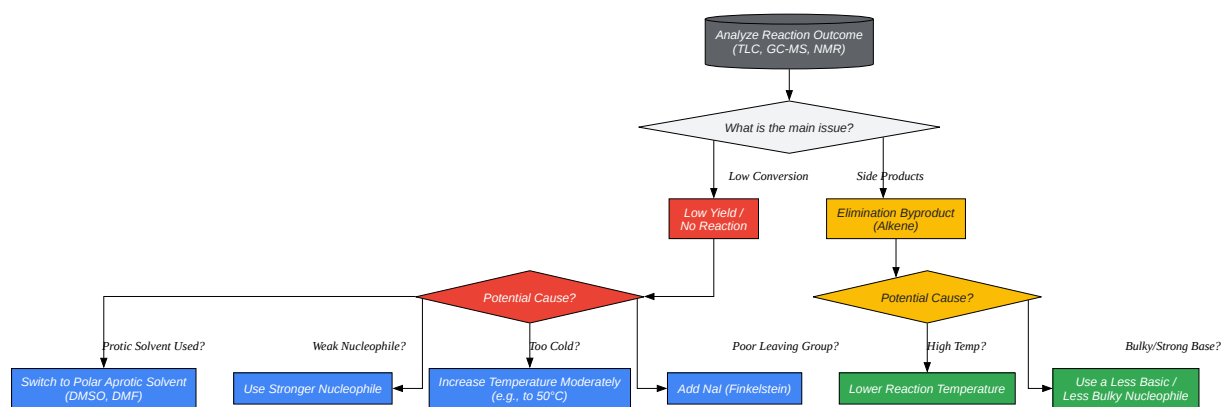 Analyze Reaction Outcome
(TLC, GC-MS, NMR)
What is the main issue?
Low Conversion
Side Products
Low Yield /
No Reaction
Elimination Byproduct
(Alkene)
Potential Cause?
Potential Cause?
Protic Solvent Used?
Weak Nucleophile?
Too Cold?
Poor Leaving Group?
High Temp?
Bulky/Strong Base?
Switch to Polar Aprotic Solvent
(DMSO, DMF)
Use Stronger Nucleophile
Increase Temperature Moderately
(e.g., to 50°C)
Add NaI (Finkelstein)
Lower Reaction Temperature
Use a Less Basic /
Less Bulky Nucleophile